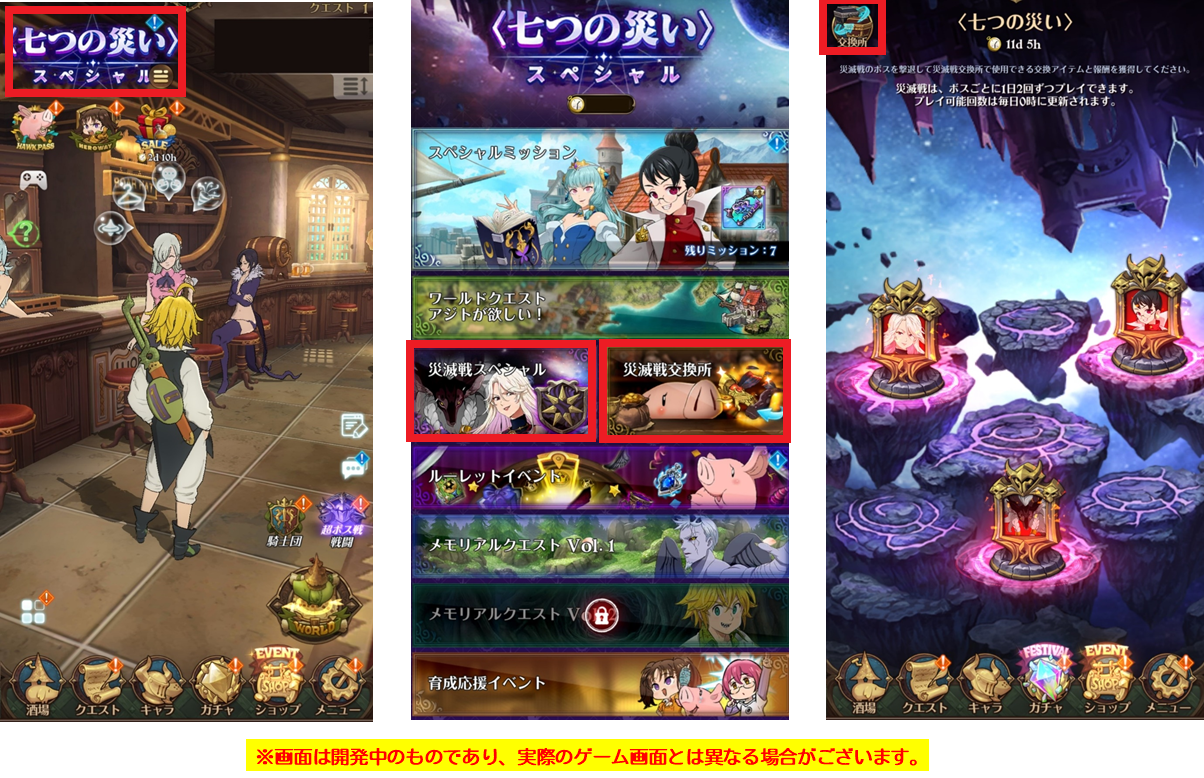 クエスト 1
〈七つの災い〉
スペシャル
HAWK PASS
HERO WAY
SALE
2d 10h
騎士団
超ボス戦
戦闘
WORLD
EVENT
SHOP
酒場
クエスト
キャラ
ガチャ
ショップ
メニュー
〈七つの災い〉
スペシャル
スペシャルミッション
残りミッション：7
ワールドクエスト
アジトが欲しい！
災滅戦スペシャル
災滅戦交換所
ルーレットイベント
メモリアルクエスト Vol.1
メモリアルクエスト Vol.2
育成応援イベント
交換所
〈七つの災い〉
11d 5h
災滅戦のボスを撃退して災滅戦交換所で使用できる交換アイテムと報酬を獲得してください。
災滅戦は、ボスごとに1日2回ずつプレイできます。
プレイ可能回数は毎日0時に更新されます。
FESTIVAL
EVENT
SHOP
酒場
クエスト
キャラ
ガチャ
ショップ
メニュー
※画面は開発中のものであり、実際のゲーム画面とは異なる場合がございます。